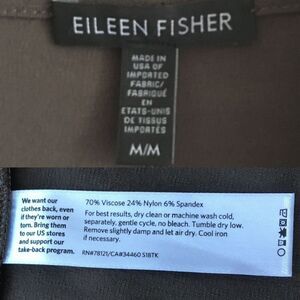 EILEEN FISHER
MADE IN
USA OF
IMPORTED
FABRIC/
FABRIQUÉ
EN
ETATS-UNIS
DE TISSUS
IMPORTÉS
M/M
We want our
clothes back, even
if they're worn or
torn. Bring them
to our US stores
and support our
take-back program.
70% Viscose 24% Nylon 6% Spandex
For best results, dry clean or machine wash cold,
separately, gentle cycle, no bleach. Tumble dry low.
Remove slightly damp and let air dry. Cool iron
if necessary.
RN#78121/CA#34460 S18TK